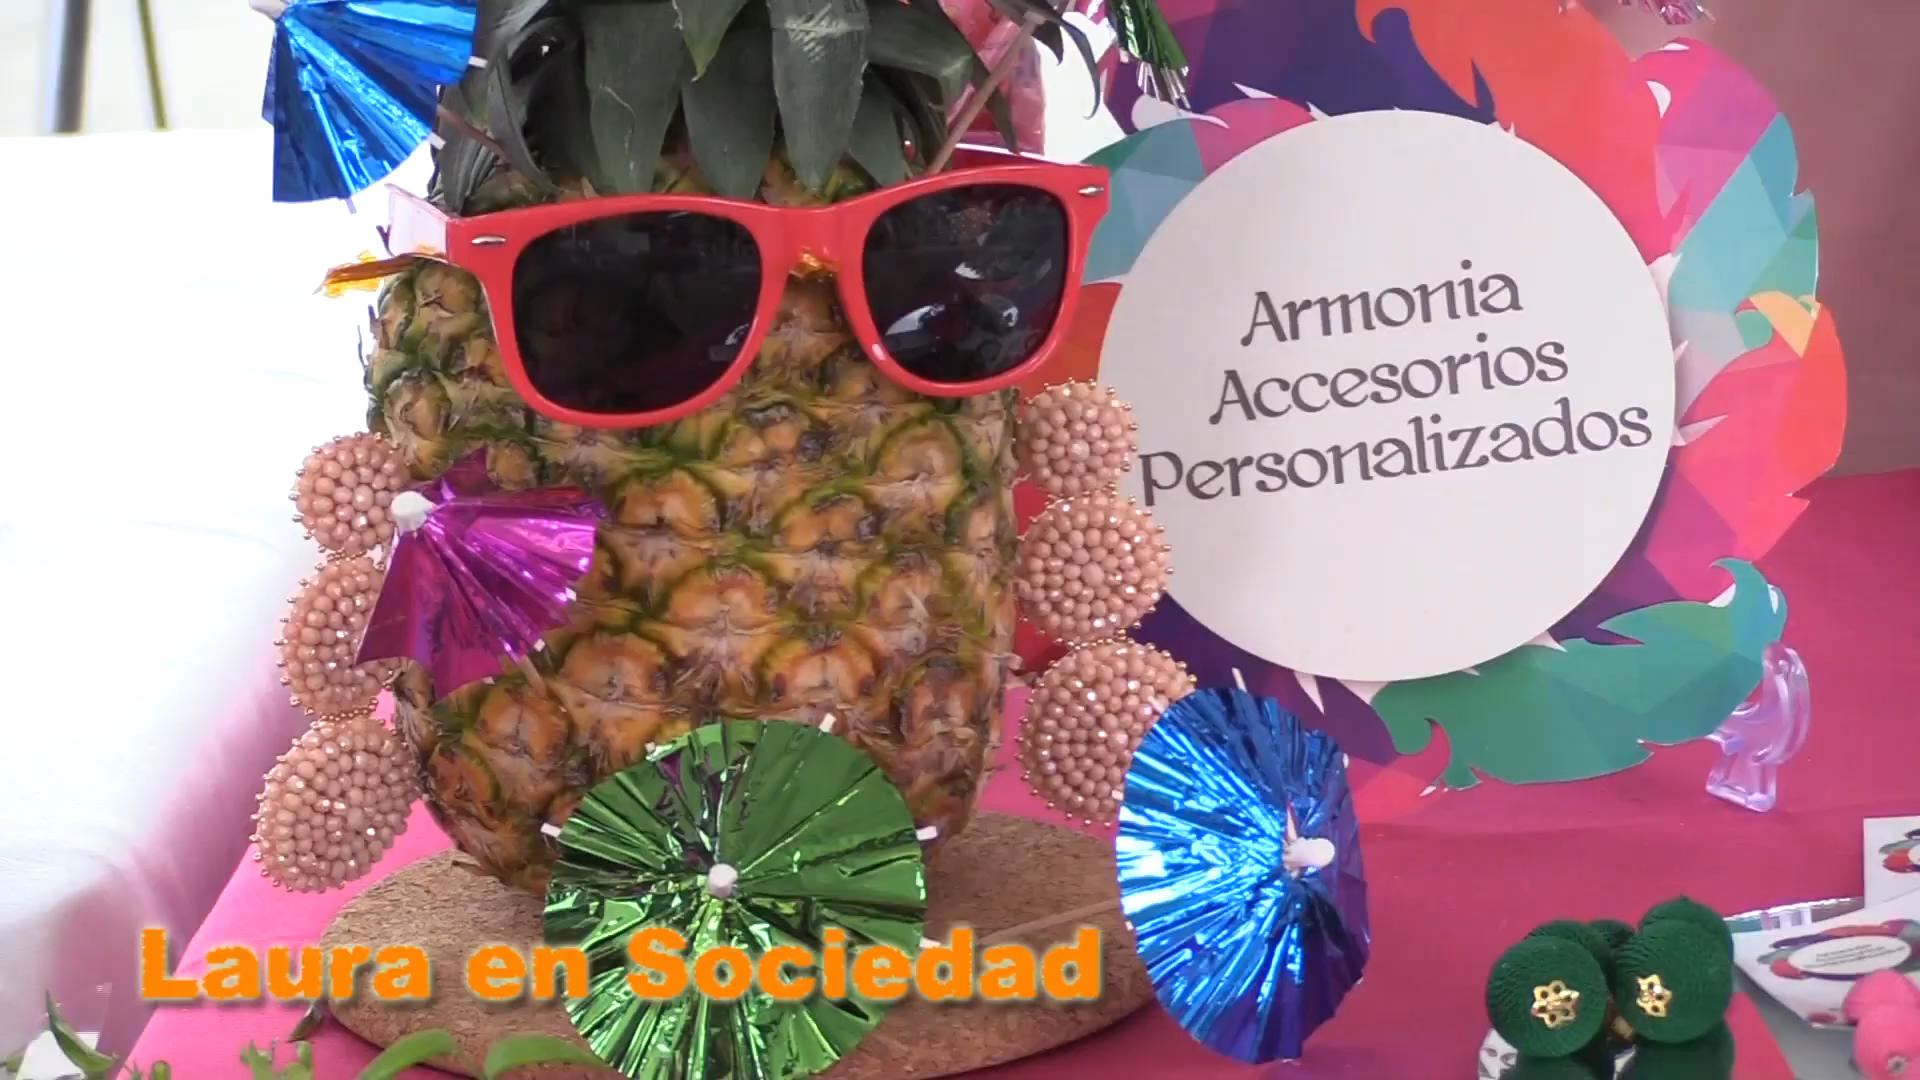 Armonia
Accesorios
Personalizados
Laura en Sociedad